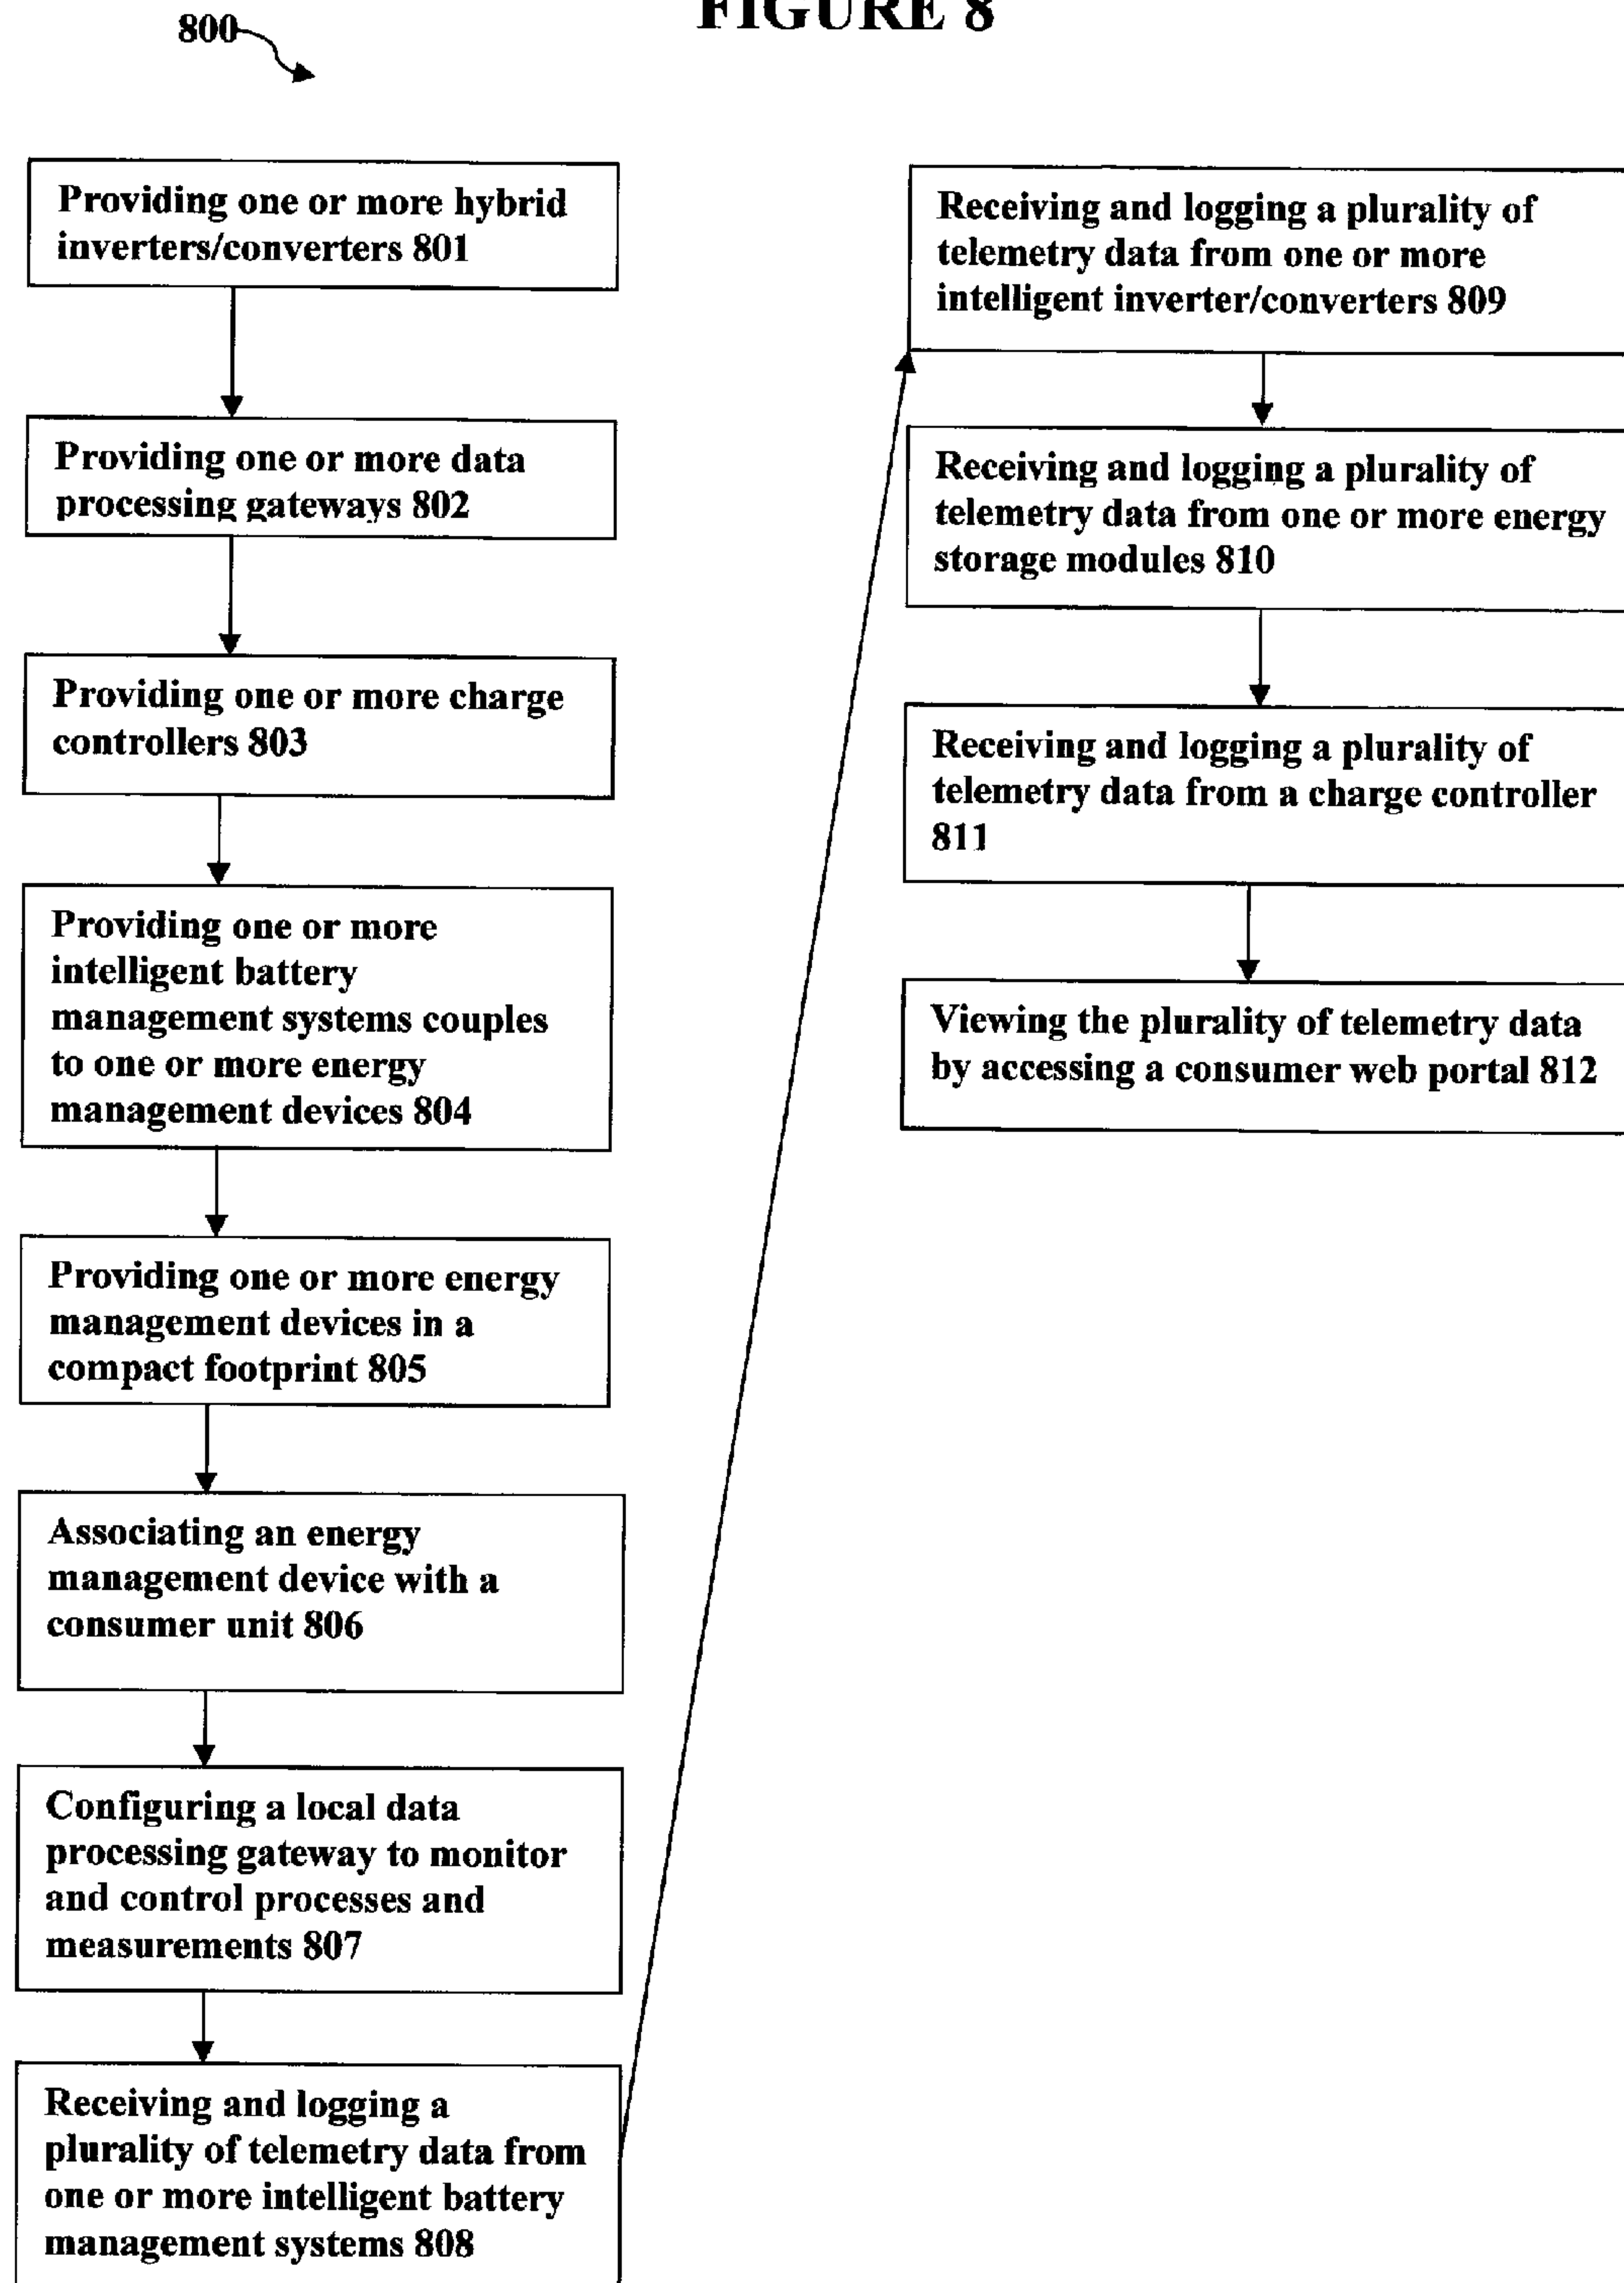 FIGURE 8
800
Providing one or more hybrid
inverters/converters 801
Providing one or more data
processing gateways 802
Providing one or more charge
controllers 803
Providing one or more
intelligent battery
management systems couples
to one or more energy
management devices 804
Providing one or more energy
management devices in a
compact footprint 805
Associating an energy
management device with a
consumer unit 806
Configuring a local data
processing gateway to monitor
and control processes and
measurements 807
Receiving and logging a
plurality of telemetry data from
one or more intelligent battery
management systems 808
Receiving and logging a plurality of
telemetry data from one or more
intelligent inverter/converters 809
Receiving and logging a plurality of
telemetry data from one or more energy
storage modules 810
Receiving and logging a plurality of
telemetry data from a charge controller
811
Viewing the plurality of telemetry data
by accessing a consumer web portal 812